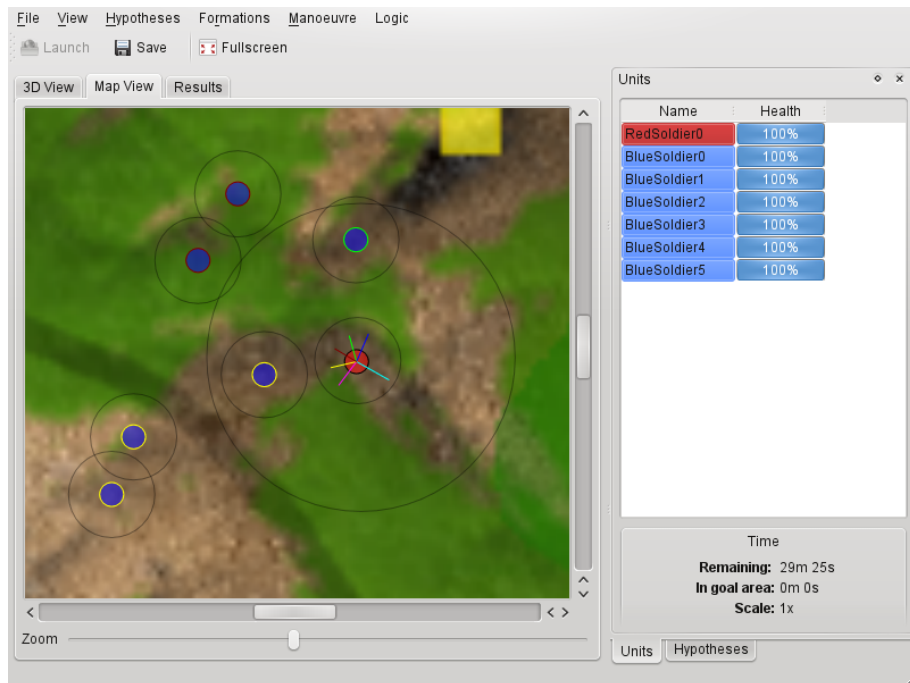 File View Hypotheses Formations Manoeuvre Logic
Launch Save Fullscreen
3D View Map View Results
Zoom
Units
Name Health
RedSoldier0 100%
BlueSoldier0 100%
BlueSoldier1 100%
BlueSoldier2 100%
BlueSoldier3 100%
BlueSoldier4 100%
BlueSoldier5 100%
Time
Remaining: 29m 25s
In goal area: 0m 0s
Scale: 1x
Units Hypotheses